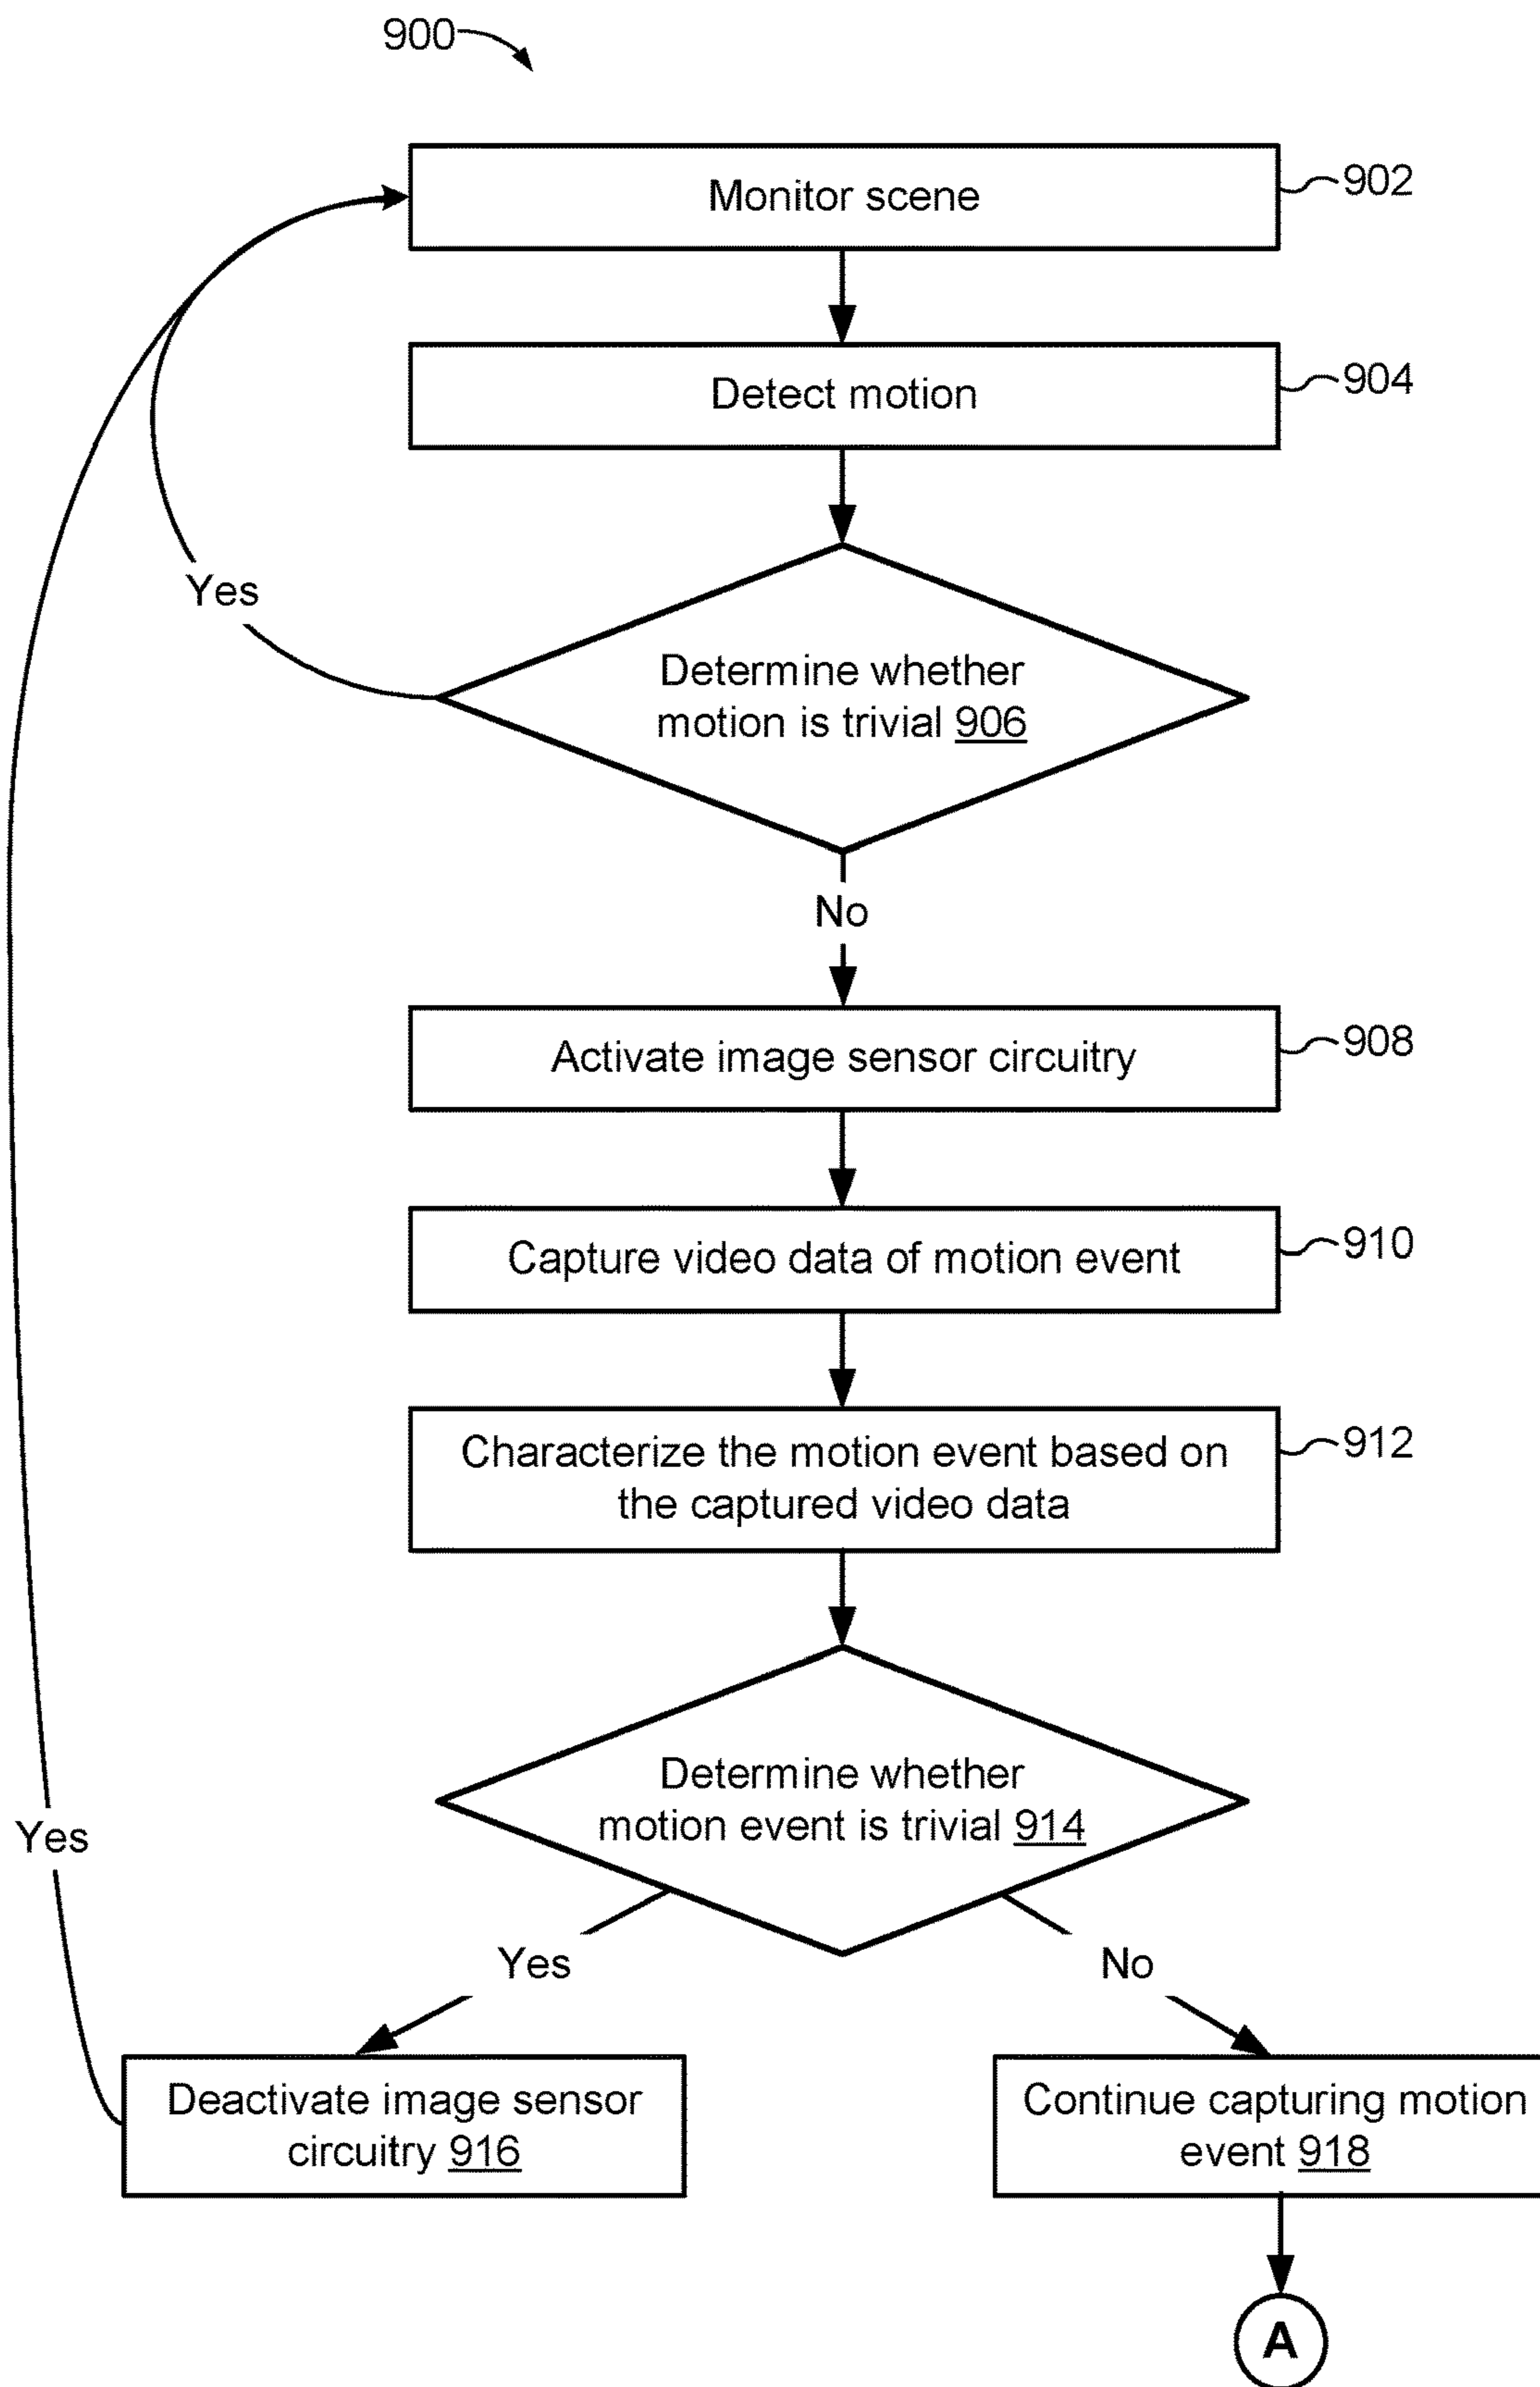 900
Monitor scene
902
Detect motion
904
Yes
Determine whether
motion is trivial 906
No
Activate image sensor circuitry
908
Capture video data of motion event
910
Characterize the motion event based on
the captured video data
912
Determine whether
motion event is trivial 914
Yes
Yes
No
Deactivate image sensor
circuitry 916
Continue capturing motion
event 918
A